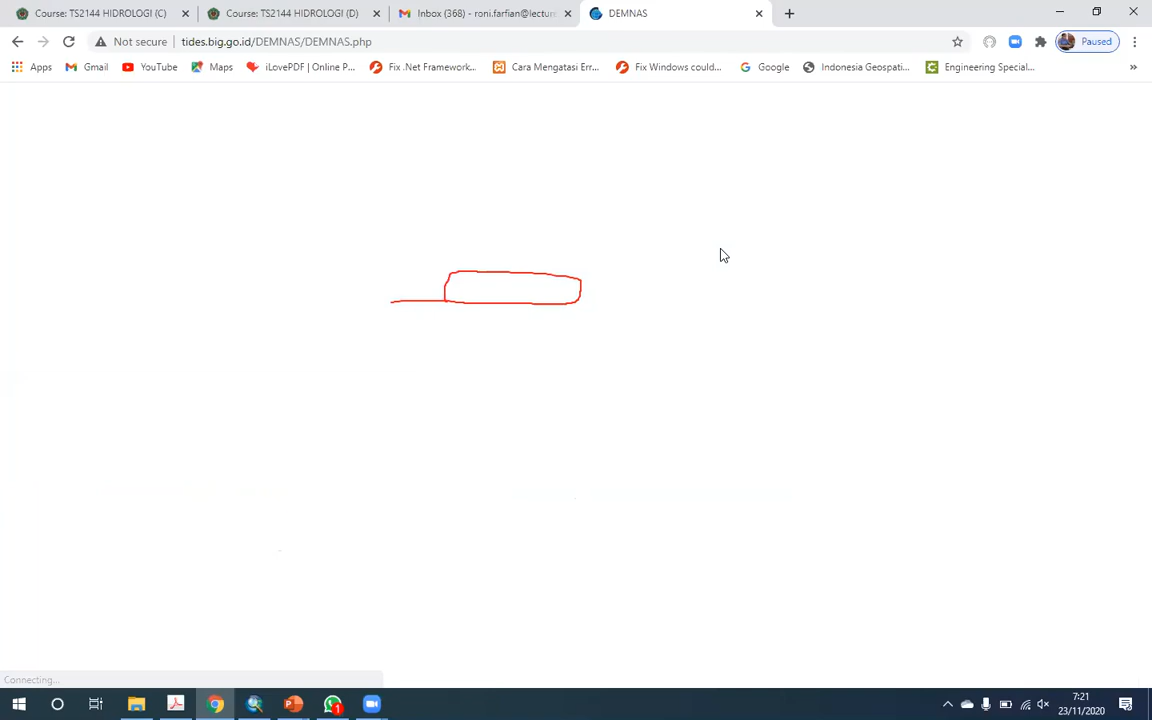 Course: TS2144 HIDROLOGI (C) Course: TS2144 HIDROLOGI (D) Inbox (368) - roni.farfian@lectur DEMNAS
Not secure tides.big.go.id/DEMNAS/DEMNAS.php Paused
Apps Gmail YouTube Maps iLovePDF | Online P... Fix .Net Framework... Cara Mengatasi Err... Fix Windows could... Google Indonesia Geospati... Engineering Special... »
Connecting...
1 7:21
23/11/2020